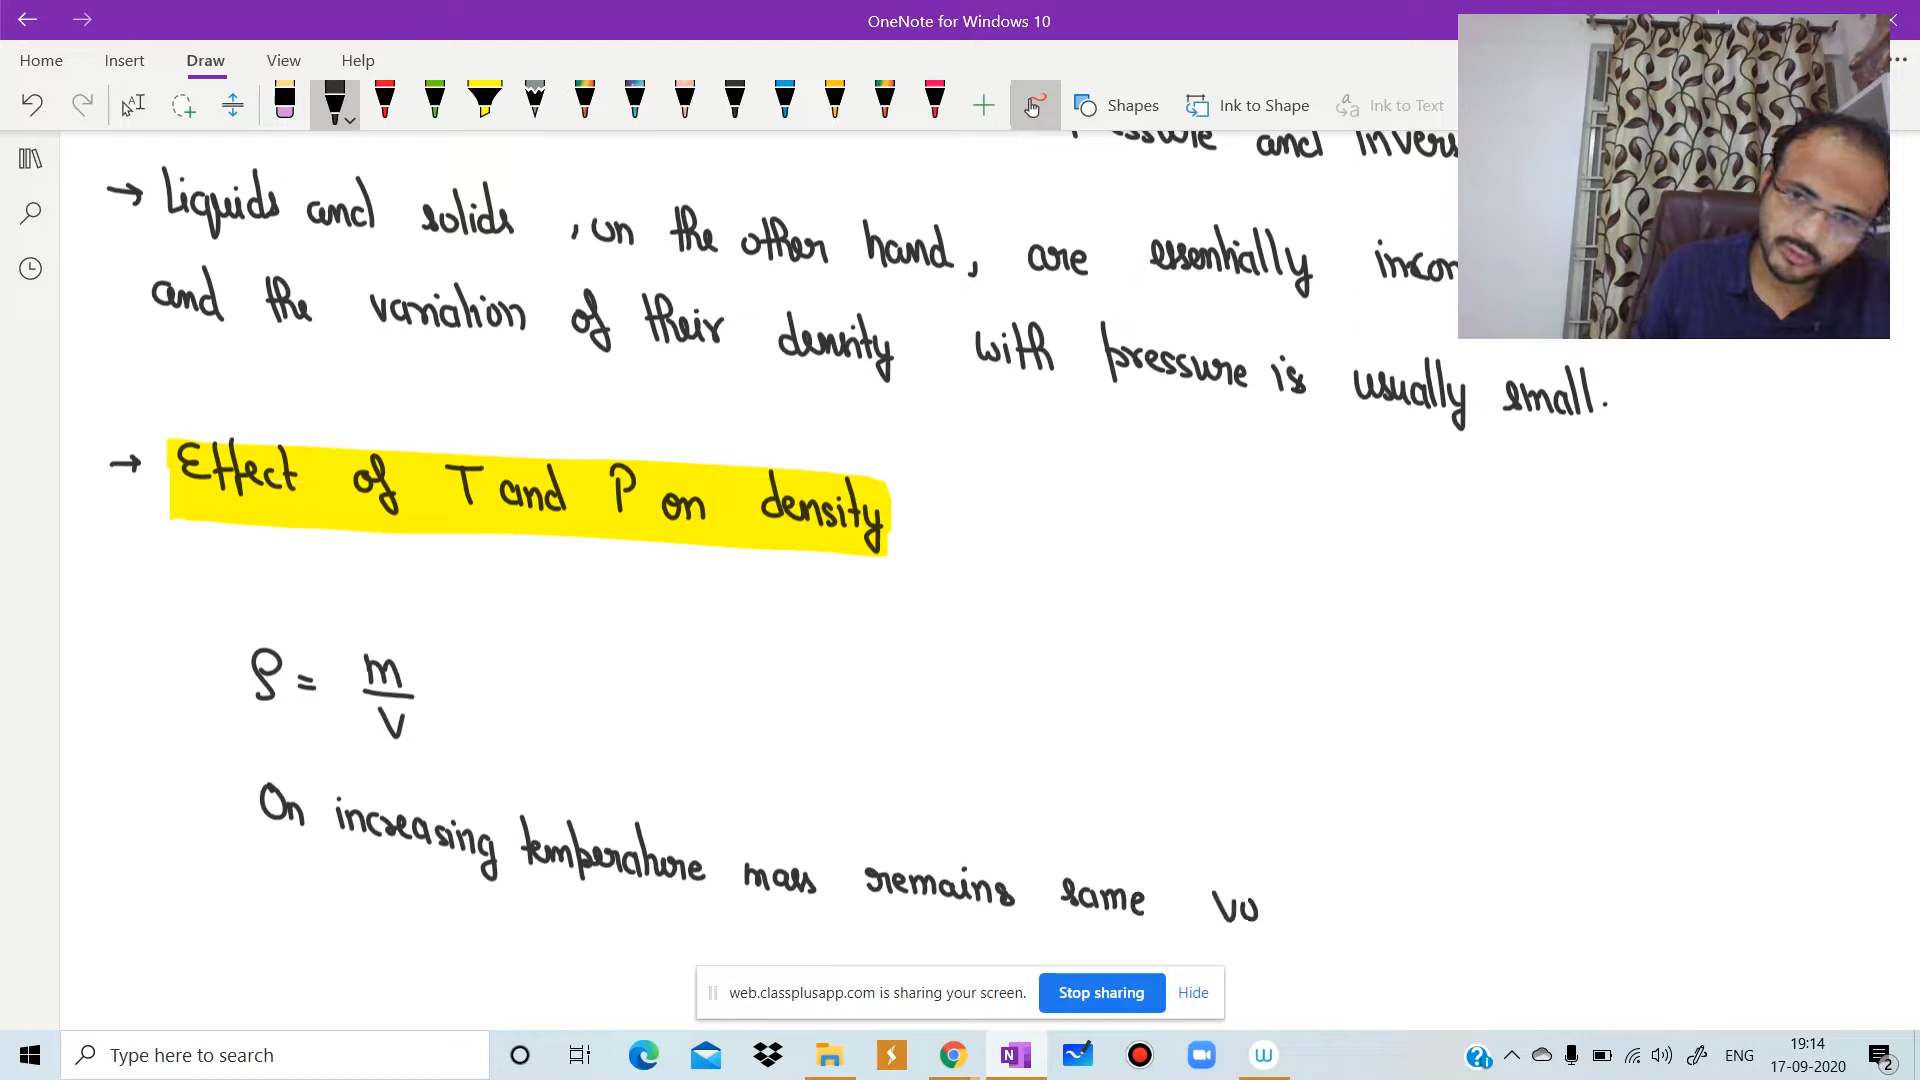 OneNote for Windows 10
Home Insert Draw View Help
Shapes Ink to Shape Ink to Text
and
→ Liquids and solids , on the other hand, are essentially
and the variation of their density with pressure is usually small.
→ Effect of T and P on density
ρ = m
V
On increasing temperature mass remains same vo
web.classplusapp.com is sharing your screen. Stop sharing Hide
Type here to search
ENG
19:14
17-09-2020
2